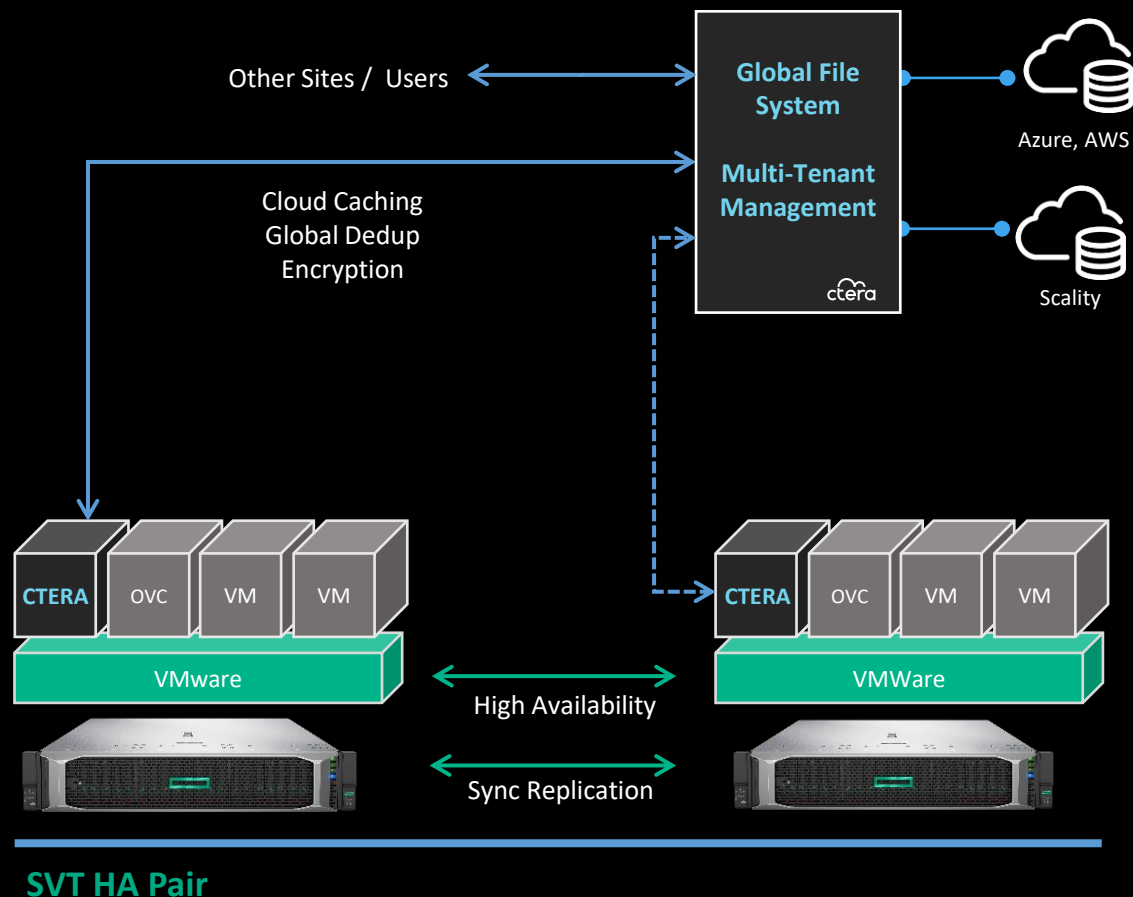 Other Sites / Users
Global File
System
Multi-Tenant
Management
ctera
Azure, AWS
Scality
Cloud Caching
Global Dedup
Encryption
CTERA
OVC
VM
VM
VMware
CTERA
OVC
VM
VM
VMWare
High Availability
Sync Replication
SVT HA Pair